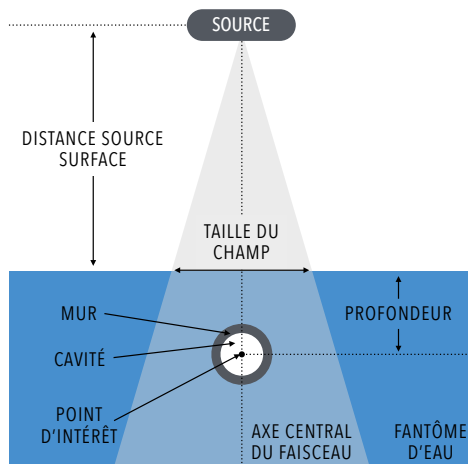 SOURCE
DISTANCE SOURCE
SURFACE
TAILLE DU
CHAMP
MUR
PROFONDEUR
CAVITÉ
POINT
D'INTÉRÊT
AXE CENTRAL
DU FAISCEAU
FANTÔME
D'EAU